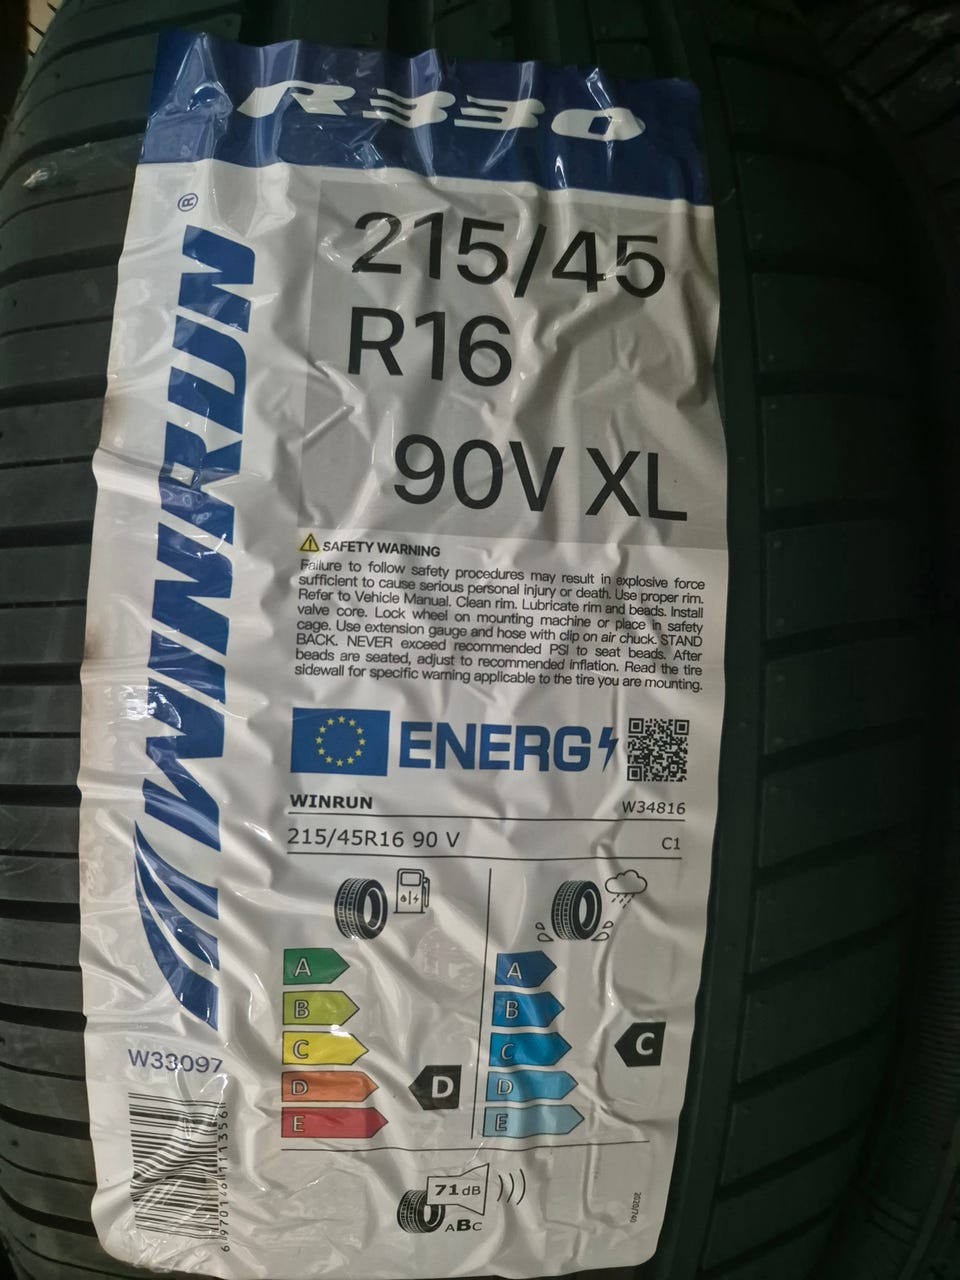 R330
215/45
R16
90V XL
WINRUN®
⚠ SAFETY WARNING
Failure to follow safety procedures may result in explosive force
sufficient to cause serious personal injury or death. Use proper rim.
Refer to Vehicle Manual. Clean rim. Lubricate rim and beads. Install
valve core. Lock wheel on mounting machine or place in safety
cage. Use extension gauge and hose with clip on air chuck. STAND
BACK. NEVER exceed recommended PSI to seat beads. After
beads are seated, adjust to recommended inflation. Read the tire
sidewall for specific warning applicable to the tire you are mounting.
ENERG
WINRUN W34816
215/45R16 90 V C1
A A
B B
C C C
D D D
E E
71 dB
ABC
2020/740
W33097